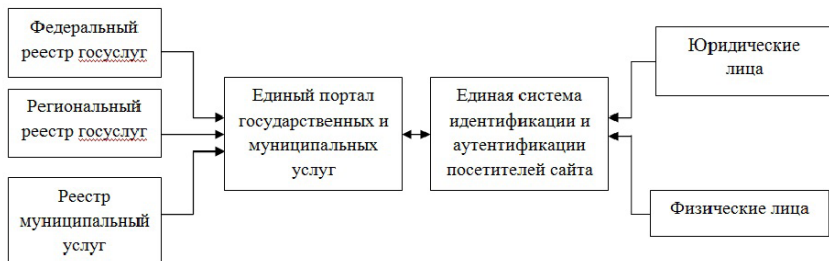 Федеральный
реестр госуслуг
Региональный
реестр госуслуг
Реестр
муниципальный
услуг
Единый портал
государственных и
муниципальных
услуг
Единая система
идентификации и
аутентификации
посетителей сайта
Юридические
лица
Физические лица